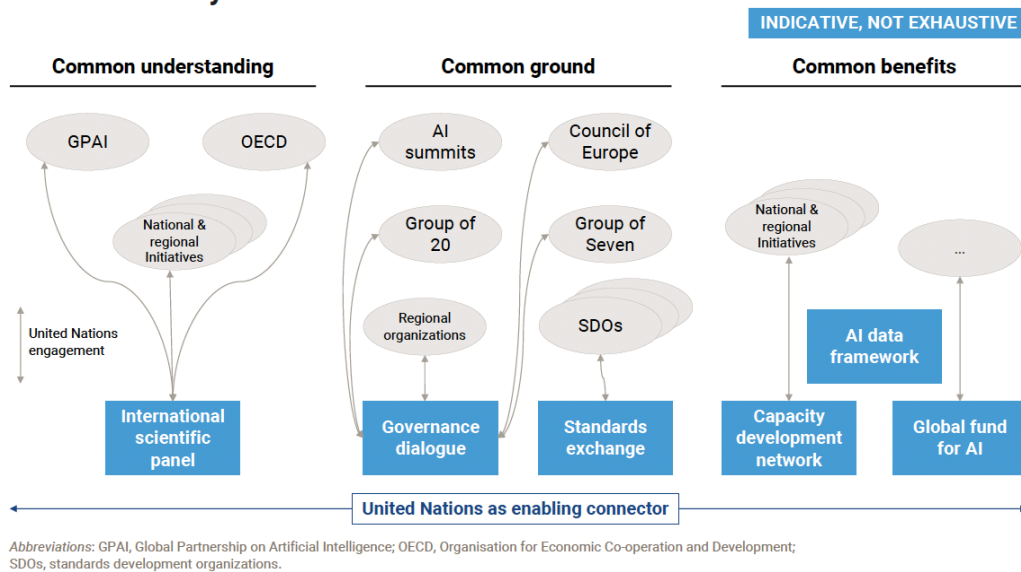 INDICATIVE, NOT EXHAUSTIVE
Common understanding
Common ground
Common benefits
GPAI
OECD
National &
regional
Initiatives
United Nations
engagement
International
scientific
panel
AI
summits
Council of
Europe
Group of
20
Group of
Seven
Regional
organizations
SDOs
Governance
dialogue
Standards
exchange
National &
regional
Initiatives
...
AI data
framework
Capacity
development
network
Global fund
for AI
United Nations as enabling connector
Abbreviations: GPAI, Global Partnership on Artificial Intelligence; OECD, Organisation for Economic Co-operation and Development;
SDOs, standards development organizations.